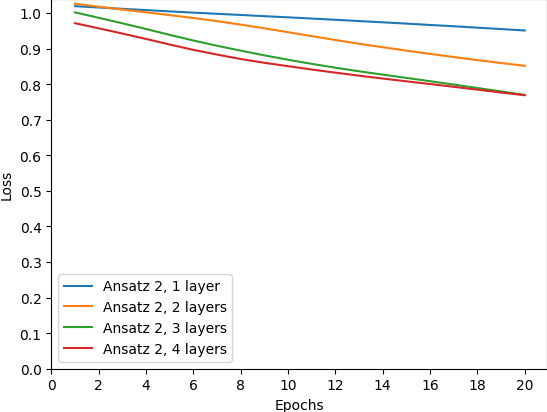 1.0
0.9
0.8
0.7
0.6
0.5
0.4
0.3
0.2
0.1
0.0
Loss
Ansatz 2, 1 layer
Ansatz 2, 2 layers
Ansatz 2, 3 layers
Ansatz 2, 4 layers
0 2 4 6 8 10 12 14 16 18 20
Epochs